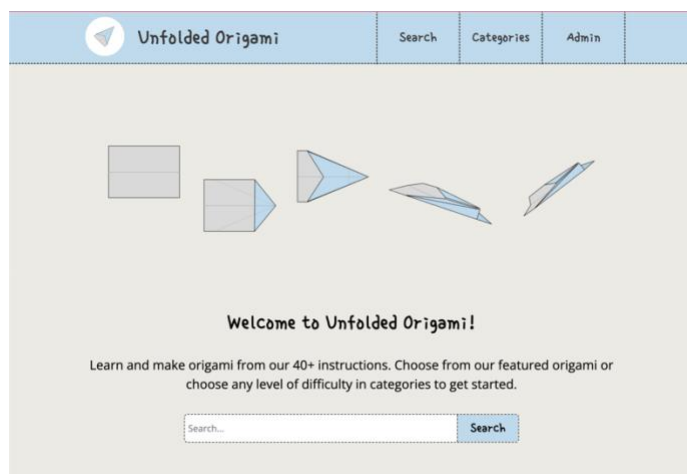 Unfolded Origami
Search
Categories
Admin
Welcome to Unfolded Origami!
Learn and make origami from our 40+ instructions. Choose from our featured origami or
choose any level of difficulty in categories to get started.
Search...
Search